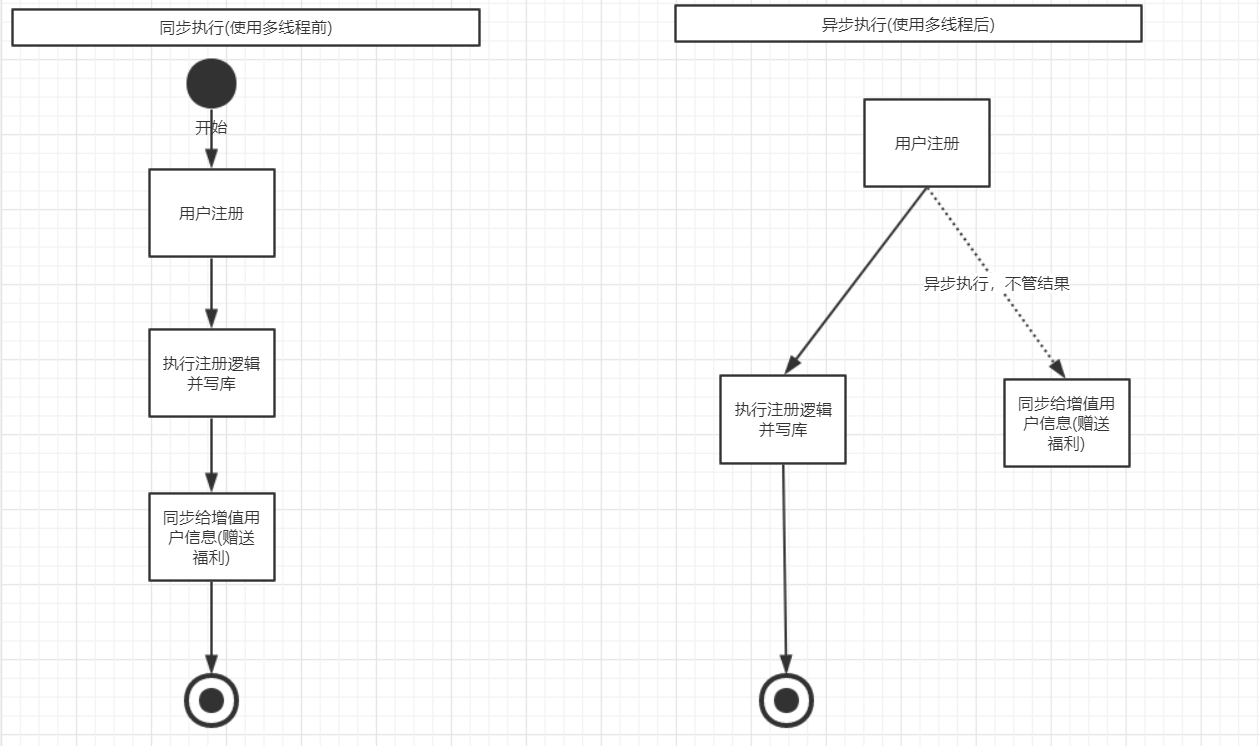 同步执行(使用多线程前)
开始
用户注册
执行注册逻辑
并写库
同步给增值用
户信息(赠送
福利)
异步执行(使用多线程后)
用户注册
异步执行，不管结果
执行注册逻辑
并写库
同步给增值用
户信息(赠送
福利)